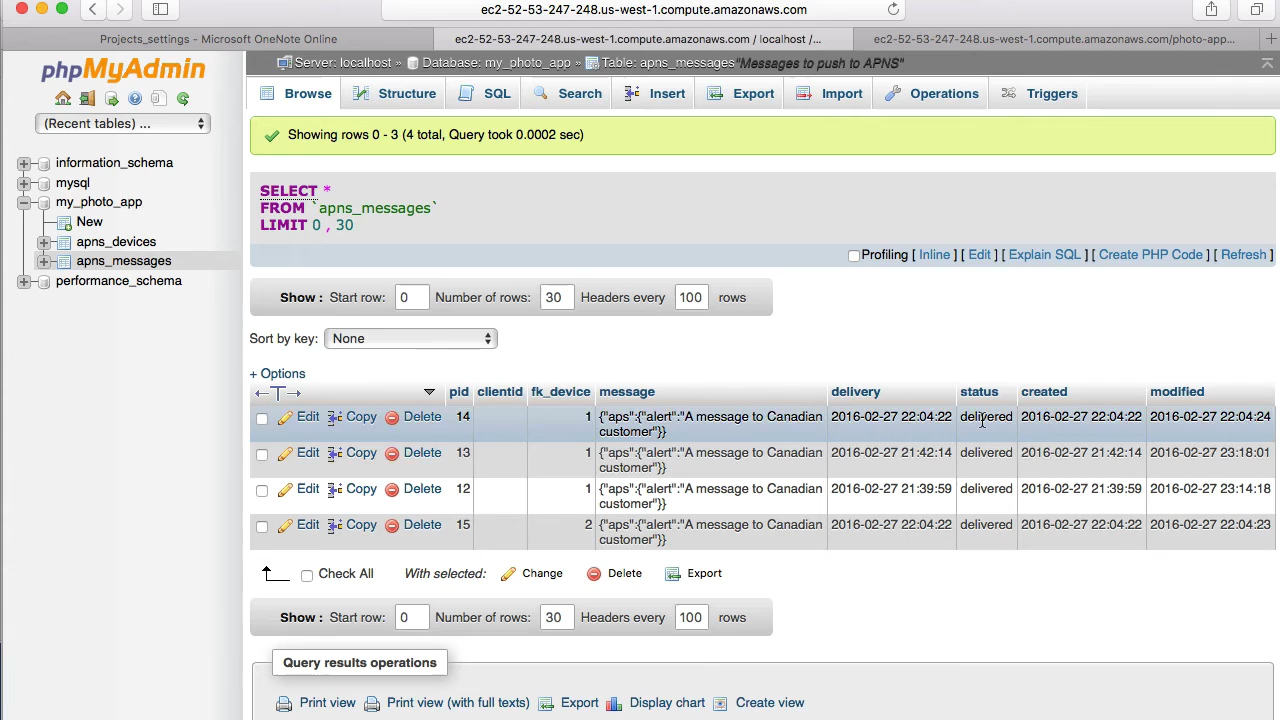 ec2-52-53-247-248.us-west-1.compute.amazonaws.com
Projects_settings - Microsoft OneNote Online
ec2-52-53-247-248.us-west-1.compute.amazonaws.com / localhost /...
ec2-52-53-247-248.us-west-1.compute.amazonaws.com/photo-app...
phpMyAdmin
(Recent tables) ...
information_schema
mysql
my_photo_app
New
apns_devices
apns_messages
performance_schema
Server: localhost » Database: my_photo_app » Table: apns_messages "Messages to push to APNS"
Browse Structure SQL Search Insert Export Import Operations Triggers
Showing rows 0 - 3 (4 total, Query took 0.0002 sec)
SELECT *
FROM `apns_messages`
LIMIT 0 , 30
Profiling [ Inline ] [ Edit ] [ Explain SQL ] [ Create PHP Code ] [ Refresh ]
Show : Start row: 0 Number of rows: 30 Headers every 100 rows
Sort by key: None
+ Options
pid clientid fk_device message delivery status created modified
Edit Copy Delete 14 1 {"aps":{"alert":"A message to Canadian 2016-02-27 22:04:22 delivered 2016-02-27 22:04:22 2016-02-27 22:04:24
customer"}}
Edit Copy Delete 13 1 {"aps":{"alert":"A message to Canadian 2016-02-27 21:42:14 delivered 2016-02-27 21:42:14 2016-02-27 23:18:01
customer"}}
Edit Copy Delete 12 1 {"aps":{"alert":"A message to Canadian 2016-02-27 21:39:59 delivered 2016-02-27 21:39:59 2016-02-27 23:14:18
customer"}}
Edit Copy Delete 15 2 {"aps":{"alert":"A message to Canadian 2016-02-27 22:04:22 delivered 2016-02-27 22:04:22 2016-02-27 22:04:23
customer"}}
Check All With selected: Change Delete Export
Show : Start row: 0 Number of rows: 30 Headers every 100 rows
Query results operations
Print view Print view (with full texts) Export Display chart Create view